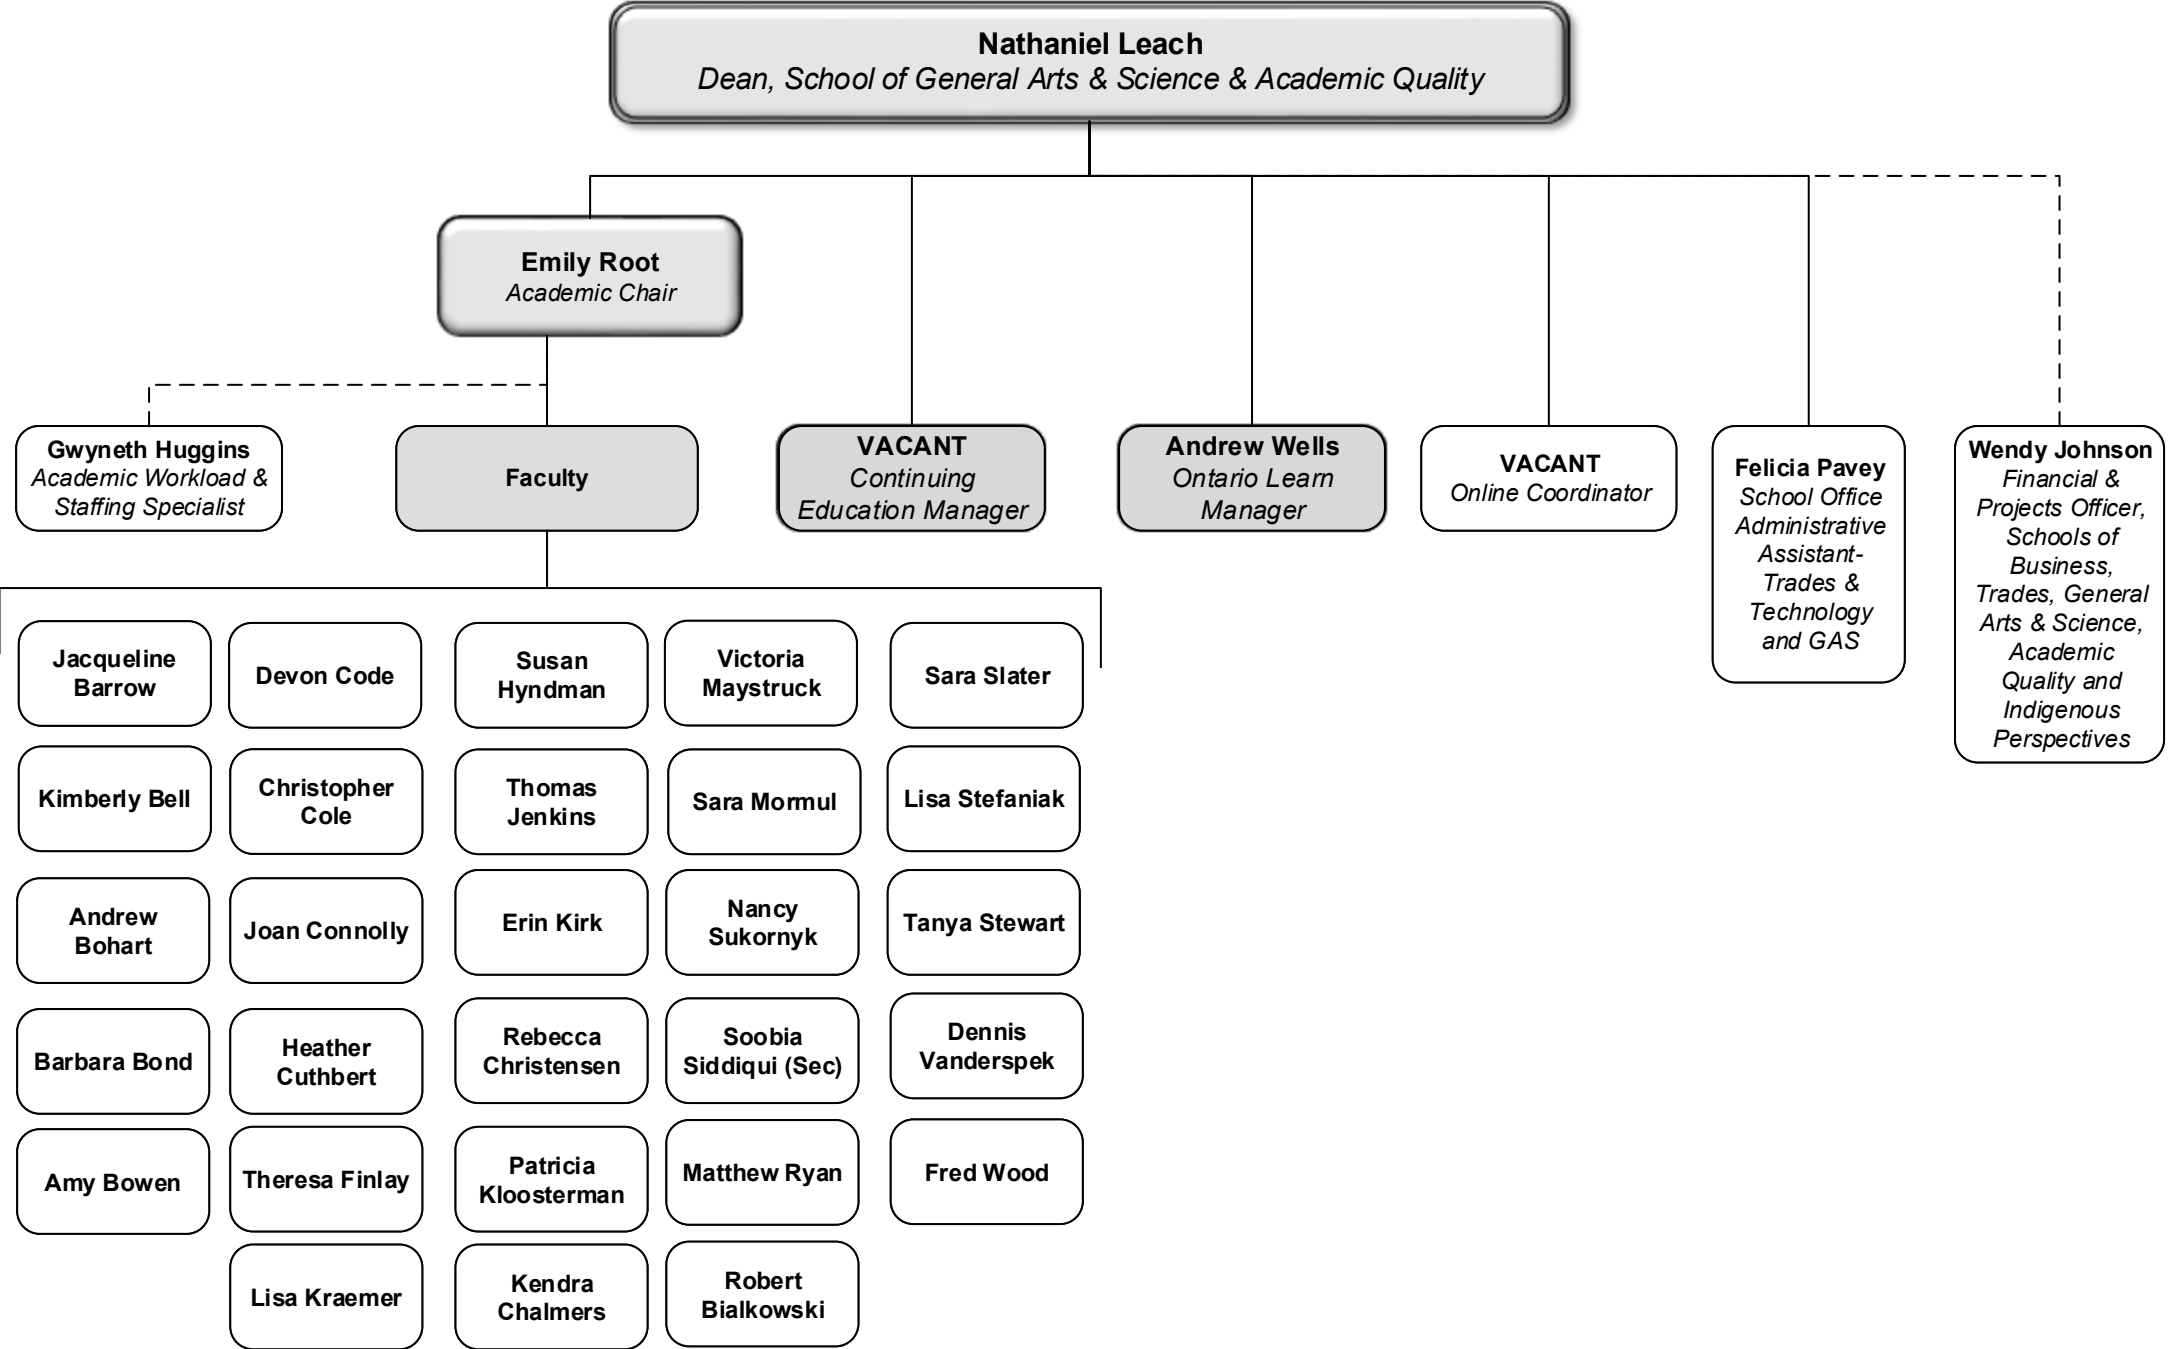 Nathaniel Leach
Dean, School of General Arts & Science & Academic Quality
Emily Root
Academic Chair
Gwyneth Huggins
Academic Workload &
Staffing Specialist
Faculty
VACANT
Continuing
Education Manager
Andrew Wells
Ontario Learn
Manager
VACANT
Online Coordinator
Felicia Pavey
School Office
Administrative
Assistant-
Trades &
Technology
and GAS
Wendy Johnson
Financial &
Projects Officer,
Schools of
Business,
Trades, General
Arts & Science,
Academic
Quality and
Indigenous
Perspectives
Jacqueline
Barrow
Devon Code
Susan
Hyndman
Victoria
Maystruck
Sara Slater
Kimberly Bell
Christopher
Cole
Thomas
Jenkins
Sara Mormul
Lisa Stefaniak
Andrew
Bohart
Joan Connolly
Erin Kirk
Nancy
Sukornyk
Tanya Stewart
Barbara Bond
Heather
Cuthbert
Rebecca
Christensen
Soobia
Siddiqui (Sec)
Dennis
Vanderspek
Amy Bowen
Theresa Finlay
Patricia
Kloosterman
Matthew Ryan
Fred Wood
Lisa Kraemer
Kendra
Chalmers
Robert
Bialkowski